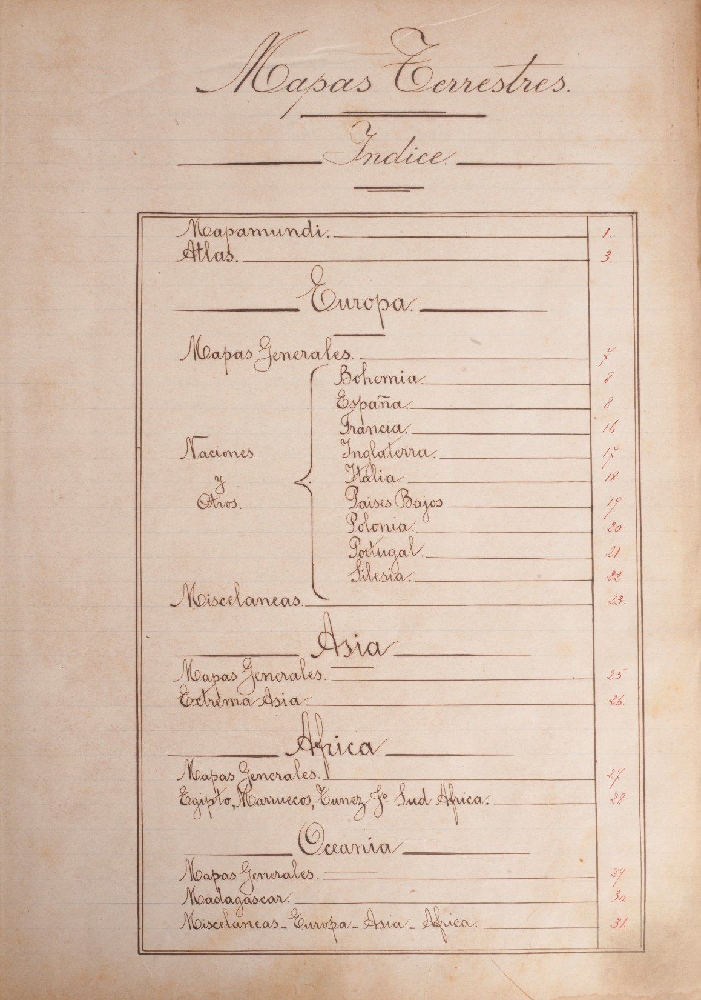 Mapas Terrestres.
Indice.
Mapamundi. 1.
Atlas. 3.
Europa.
Mapas Generales. 7
Bohemia 8
España. 8
Francia. 16
Naciones Inglaterra. 17
y Italia 18
Otros. Paises Bajos 19
Polonia. 20
Portugal. 21
Silesia. 22
Miscelaneas. 23.
Asia
Mapas Generales. 25
Extrema Asia 26.
Africa
Mapas Generales. 27
Egipto, Marruecos, Tunez Sud Africa. 28
Oceania
Mapas Generales. 29
Madagascar. 30.
Miscelaneas - Europa - Asia - Africa. 31.